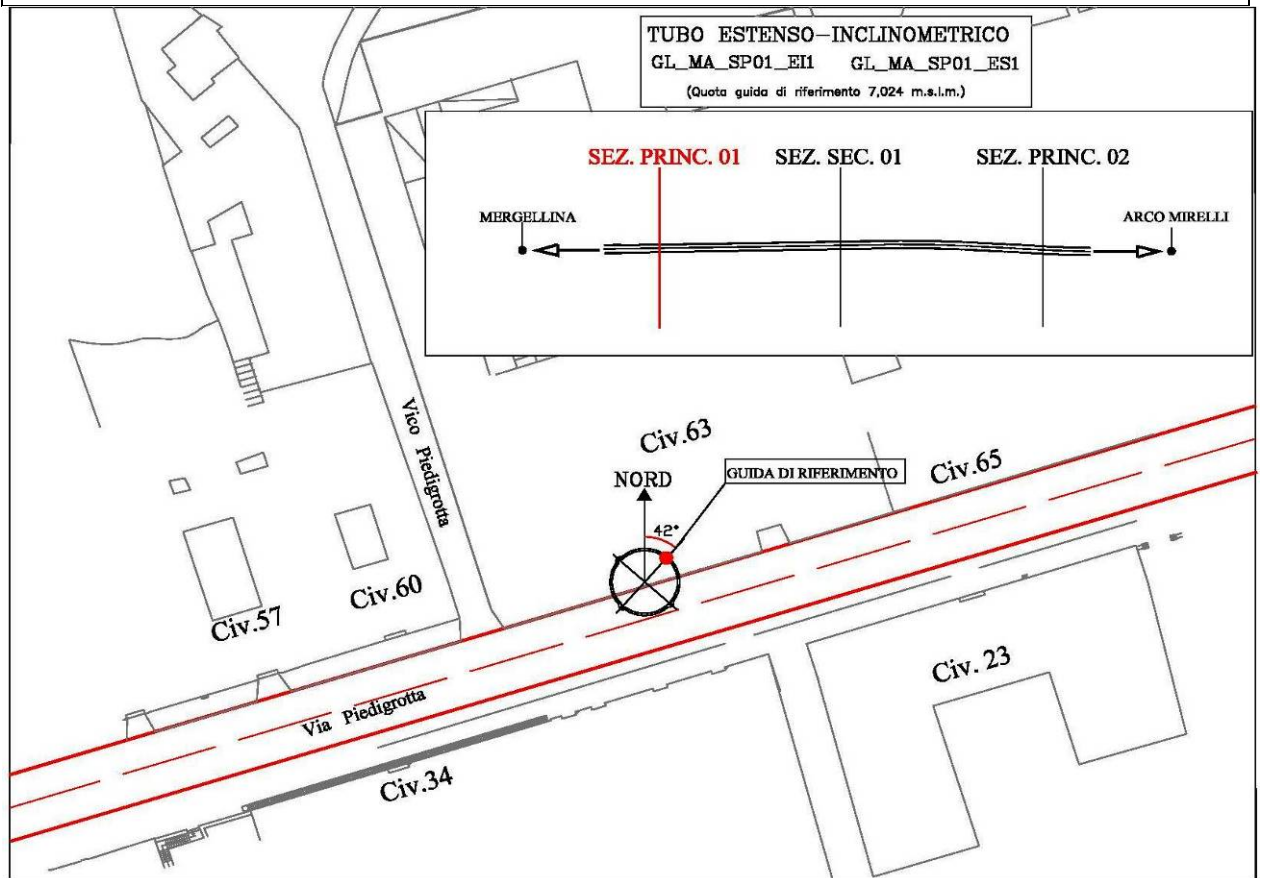 TUBO ESTENSO-INCLINOMETRICO
GL_MA_SP01_EI1 GL_MA_SP01_ES1
(Quota guida di riferimento 7,024 m.s.l.m.)
SEZ. PRINC. 01 SEZ. SEC. 01 SEZ. PRINC. 02
MERGELLINA ARCO MIRELLI
Vico Piedigrotta
Civ.63
NORD
GUIDA DI RIFERIMENTO
Civ.65
42°
Civ.60
Civ.57
Civ. 23
Via Piedigrotta
Civ.34